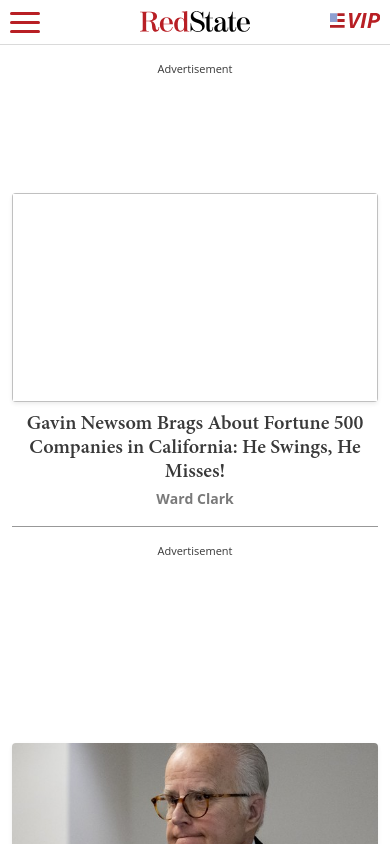 RedState
VIP
Advertisement
Gavin Newsom Brags About Fortune 500
Companies in California: He Swings, He
Misses!
Ward Clark
Advertisement